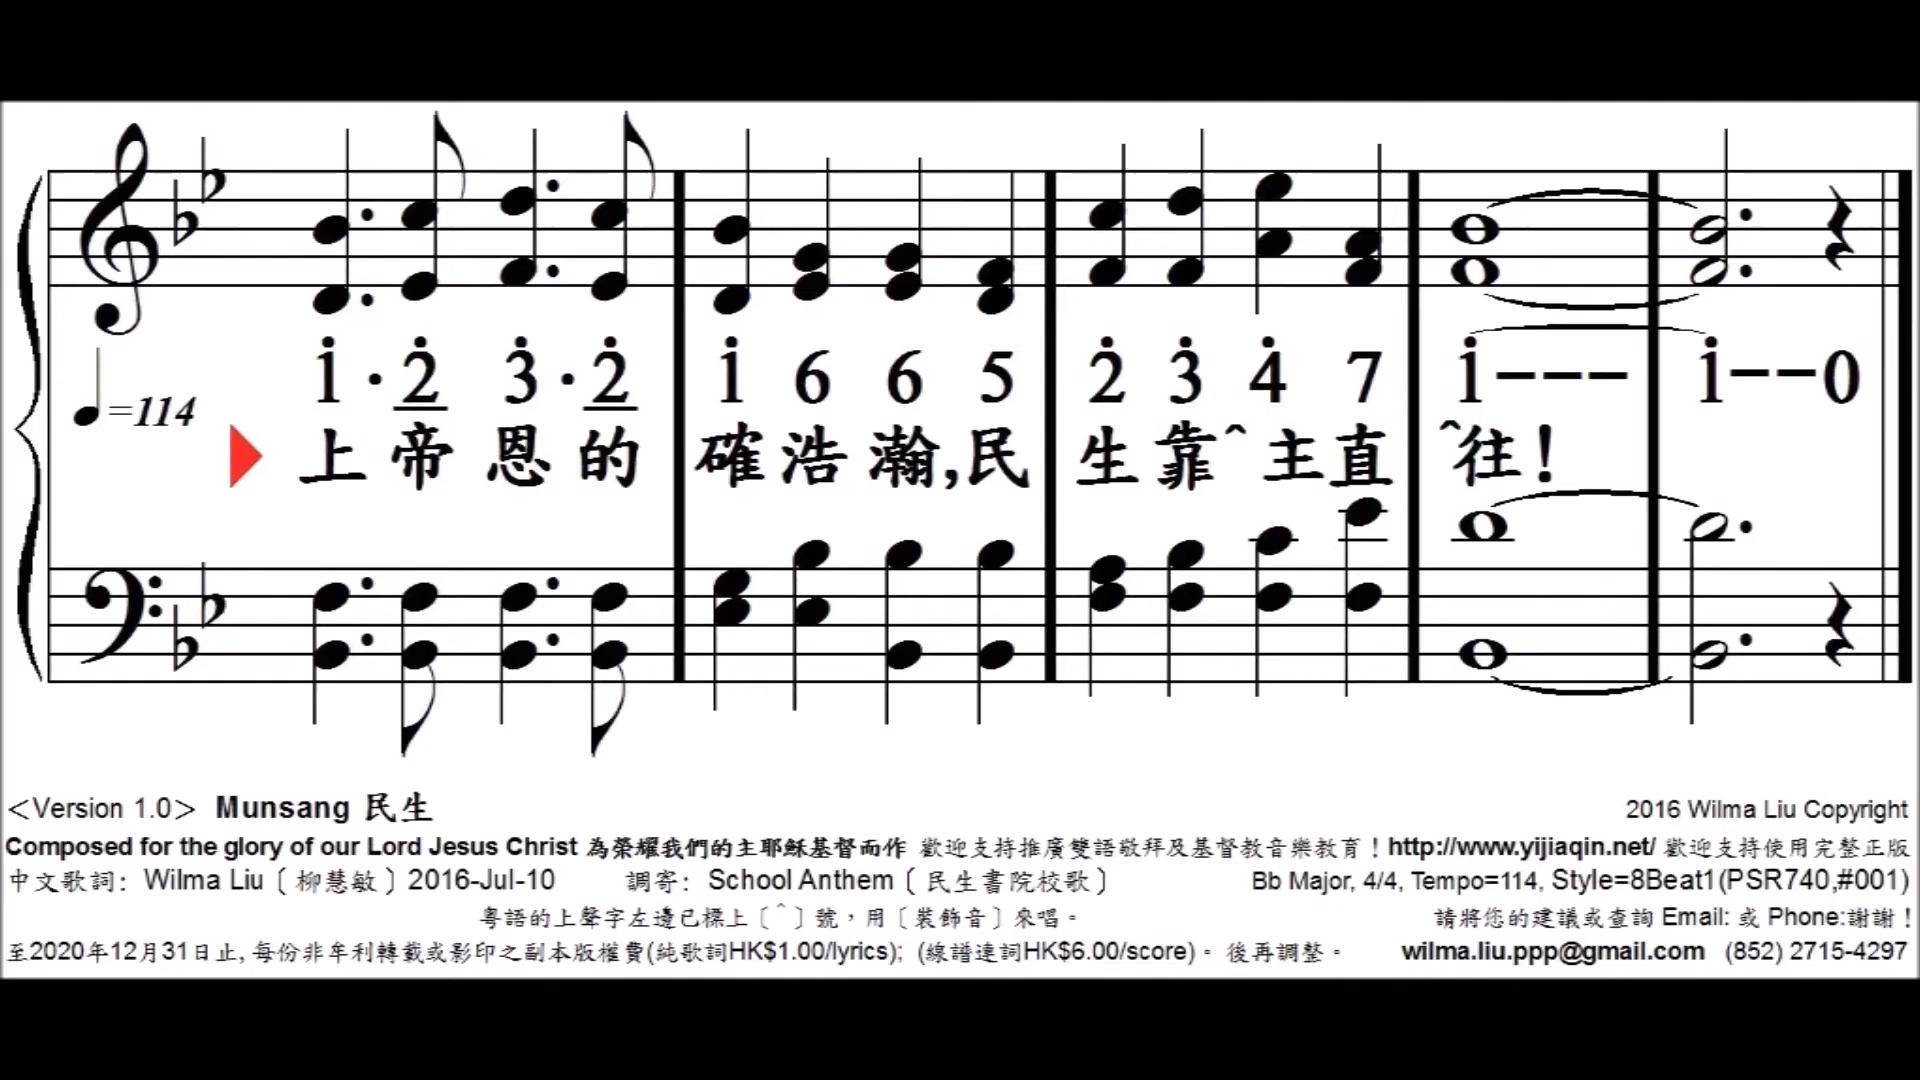 1 · 2 3 · 2 1 6 6 5 2 3 4 7 1 - - - 1 - - 0
=114
上帝恩的確浩瀚,民生靠^主直^往!
<Version 1.0> Munsang 民生 2016 Wilma Liu Copyright
Composed for the glory of our Lord Jesus Christ 為榮耀我們的主耶穌基督而作 歡迎支持推廣雙語敬拜及基督教音樂教育!http://www.yijiaqin.net/ 歡迎支持使用完整正版
中文歌詞: Wilma Liu〔柳慧敏〕2016-Jul-10 調寄: School Anthem〔民生書院校歌〕 Bb Major, 4/4, Tempo=114, Style=8Beat1(PSR740,#001)
粵語的上聲字左邊已標上〔^〕號,用〔裝飾音〕來唱。 請將您的建議或查詢 Email: 或 Phone:謝謝!
至2020年12月31日止,每份非牟利轉載或影印之副本版權費(純歌詞HK$1.00/lyrics); (線譜連詞HK$6.00/score)。後再調整。 wilma.liu.ppp@gmail.com (852) 2715-4297